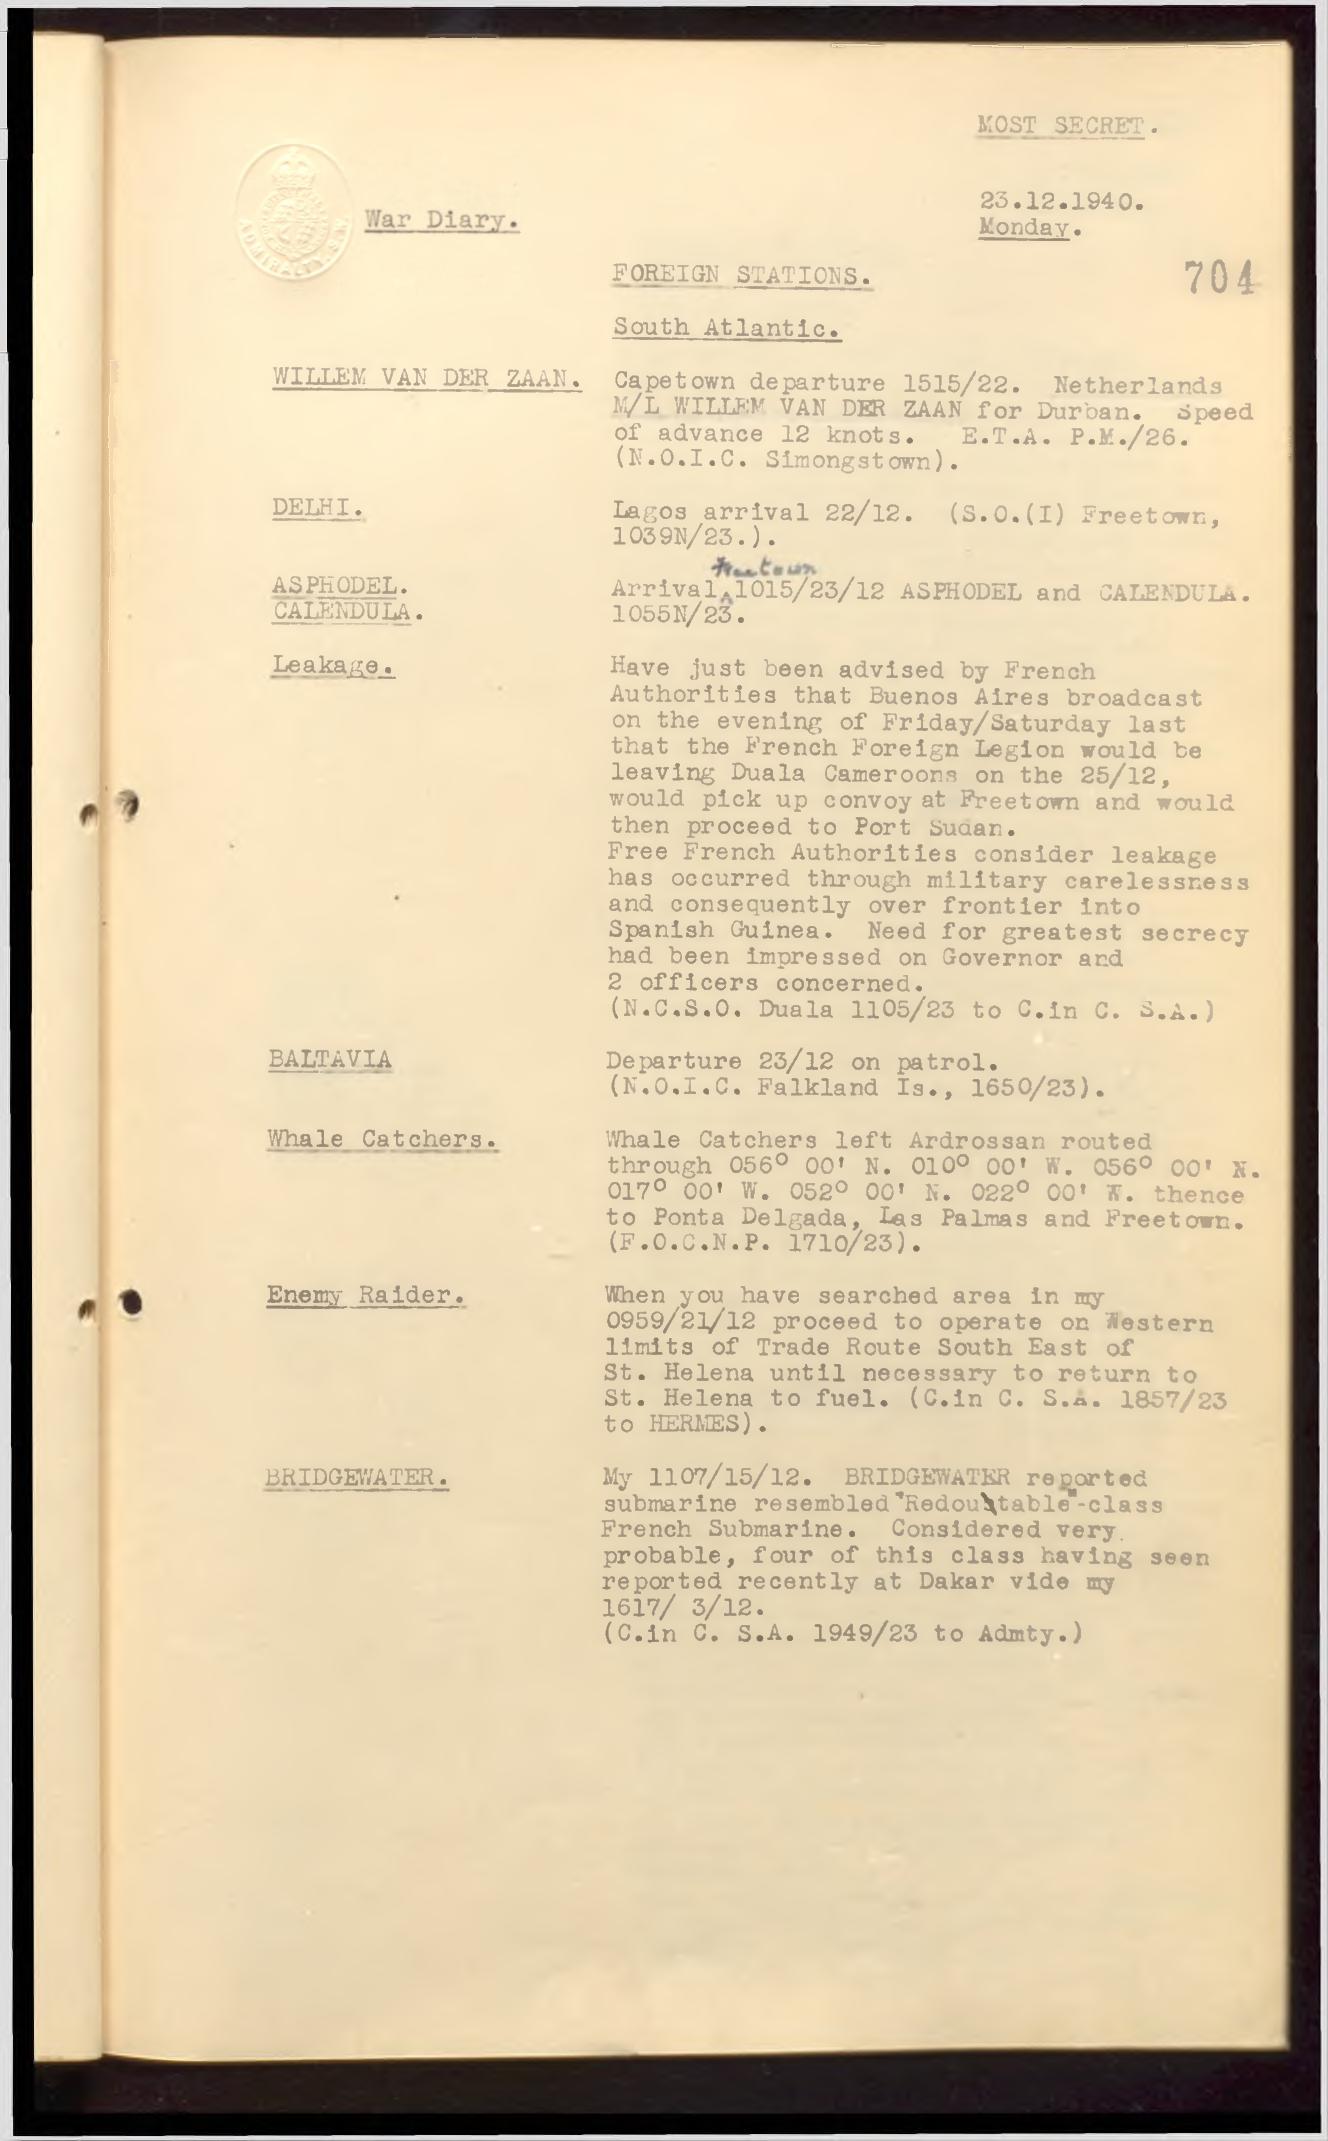 MOST SECRET.
ADMIRALTY. S.W.
War Diary.
23.12.1940.
Monday.
FOREIGN STATIONS.
704
South Atlantic.
WILLEM VAN DER ZAAN. Capetown departure 1515/22. Netherlands
M/L WILLEM VAN DER ZAAN for Durban. Speed
of advance 12 knots. E.T.A. P.M./26.
(N.O.I.C. Simongstown).
DELHI. Lagos arrival 22/12. (S.O.(I) Freetown,
1039N/23.).
Freetown
ASPHODEL. Arrival ^ 1015/23/12 ASPHODEL and CALENDULA.
CALENDULA. 1055N/23.
Leakage. Have just been advised by French
Authorities that Buenos Aires broadcast
on the evening of Friday/Saturday last
that the French Foreign Legion would be
leaving Duala Cameroons on the 25/12,
would pick up convoy at Freetown and would
then proceed to Port Sudan.
Free French Authorities consider leakage
has occurred through military carelessness
and consequently over frontier into
Spanish Guinea. Need for greatest secrecy
had been impressed on Governor and
2 officers concerned.
(N.C.S.O. Duala 1105/23 to C.in C. S.A.)
BALTAVIA Departure 23/12 on patrol.
(N.O.I.C. Falkland Is., 1650/23).
Whale Catchers. Whale Catchers left Ardrossan routed
through 056° 00' N. 010° 00' W. 056° 00' N.
017° 00' W. 052° 00' N. 022° 00' W. thence
to Ponta Delgada, Las Palmas and Freetown.
(F.O.C.N.P. 1710/23).
Enemy Raider. When you have searched area in my
0959/21/12 proceed to operate on Western
limits of Trade Route South East of
St. Helena until necessary to return to
St. Helena to fuel. (C.in C. S.A. 1857/23
to HERMES).
BRIDGEWATER. My 1107/15/12. BRIDGEWATER reported
submarine resembled "Redoutable"-class
French Submarine. Considered very
probable, four of this class having seen
reported recently at Dakar vide my
1617/ 3/12.
(C.in C. S.A. 1949/23 to Admty.)